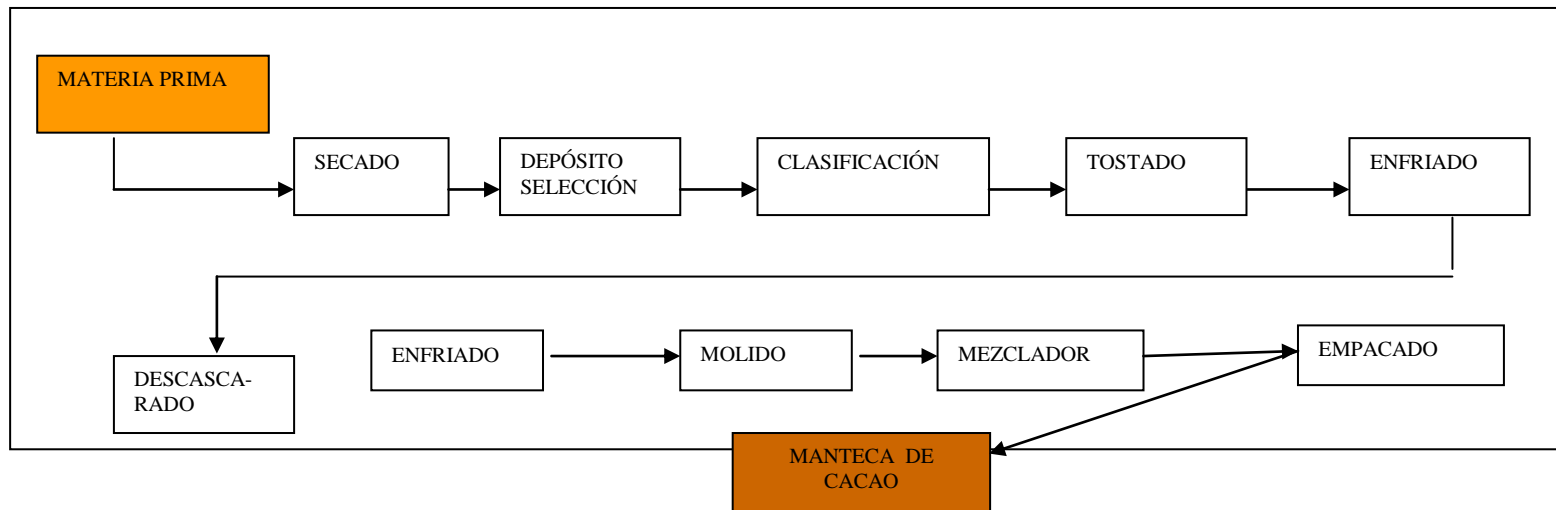 MATERIA PRIMA
SECADO
DEPÓSITO
SELECCIÓN
CLASIFICACIÓN
TOSTADO
ENFRIADO
DESCASCA-
RADO
ENFRIADO
MOLIDO
MEZCLADOR
EMPACADO
MANTECA DE
CACAO